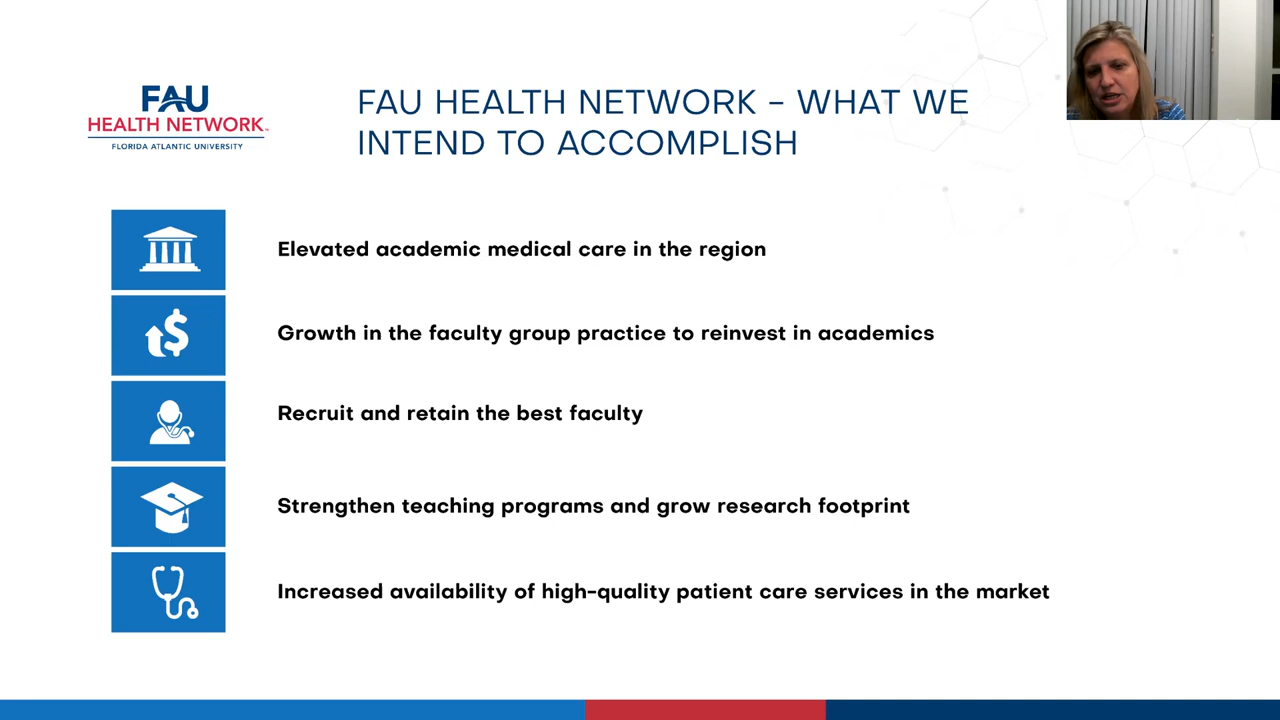 FAU
HEALTH NETWORK™
FLORIDA ATLANTIC UNIVERSITY
FAU HEALTH NETWORK – WHAT WE
INTEND TO ACCOMPLISH
Elevated academic medical care in the region
Growth in the faculty group practice to reinvest in academics
Recruit and retain the best faculty
Strengthen teaching programs and grow research footprint
Increased availability of high-quality patient care services in the market